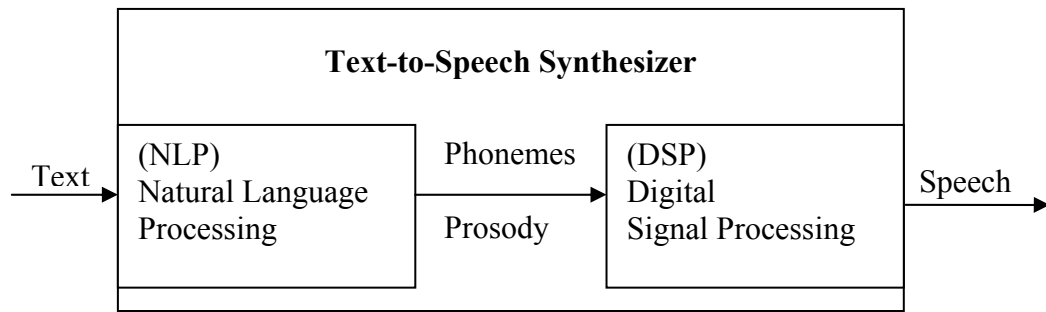 Text-to-Speech Synthesizer
Text
(NLP)
Natural Language
Processing
Phonemes
Prosody
(DSP)
Digital
Signal Processing
Speech